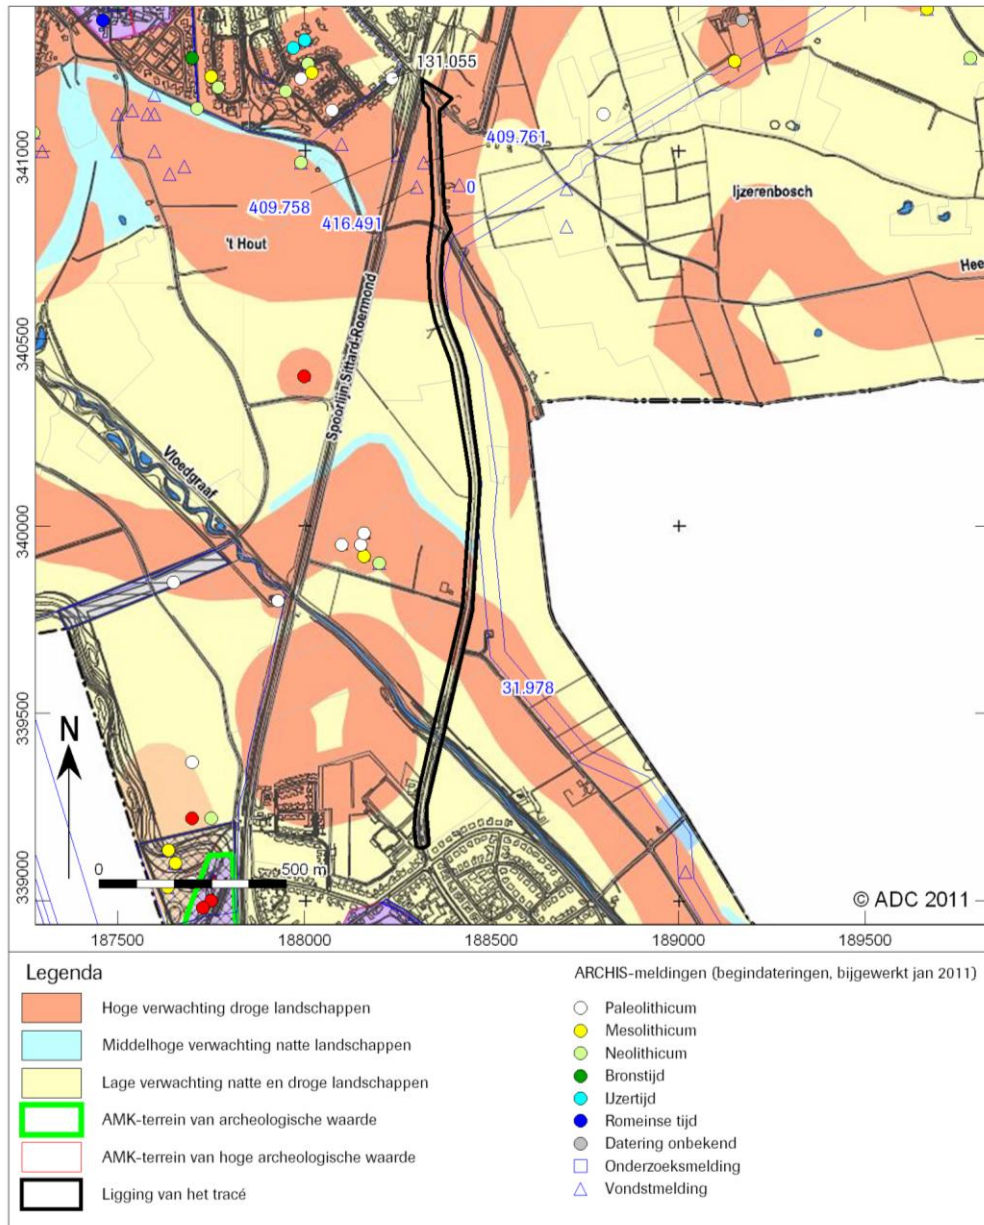 131.055
341000
409.761
Ijzerenbosch
0
409.758
416.491
't Hout
Hee
Spoorlijn Sittard-Roermond
340500
Vloedgraaf
340000
31.978
339500
N
0
500 m
339000
© ADC 2011
187500
188000
188500
189000
189500
Legenda
Hoge verwachting droge landschappen
Middelhoge verwachting natte landschappen
Lage verwachting natte en droge landschappen
AMK-terrein van archeologische waarde
AMK-terrein van hoge archeologische waarde
Ligging van het tracé
ARCHIS-meldingen (begindateringen, bijgewerkt jan 2011)
Paleolithicum
Mesolithicum
Neolithicum
Bronstijd
IJzertijd
Romeinse tijd
Datering onbekend
Onderzoeksmelding
Vondstmelding